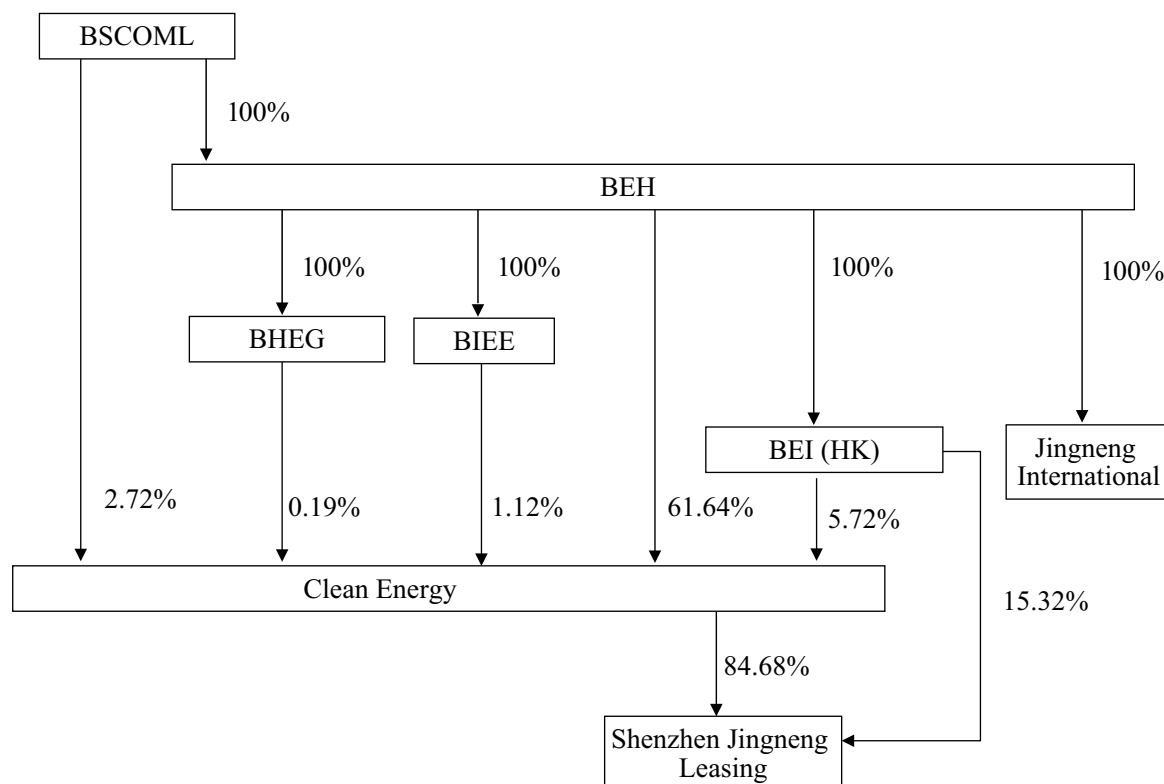 BSCOML
100%
BEH
100%
100%
100%
100%
BHEG
BIEE
BEI (HK)
Jingneng
International
2.72%
0.19%
1.12%
61.64%
5.72%
Clean Energy
15.32%
84.68%
Shenzhen Jingneng
Leasing